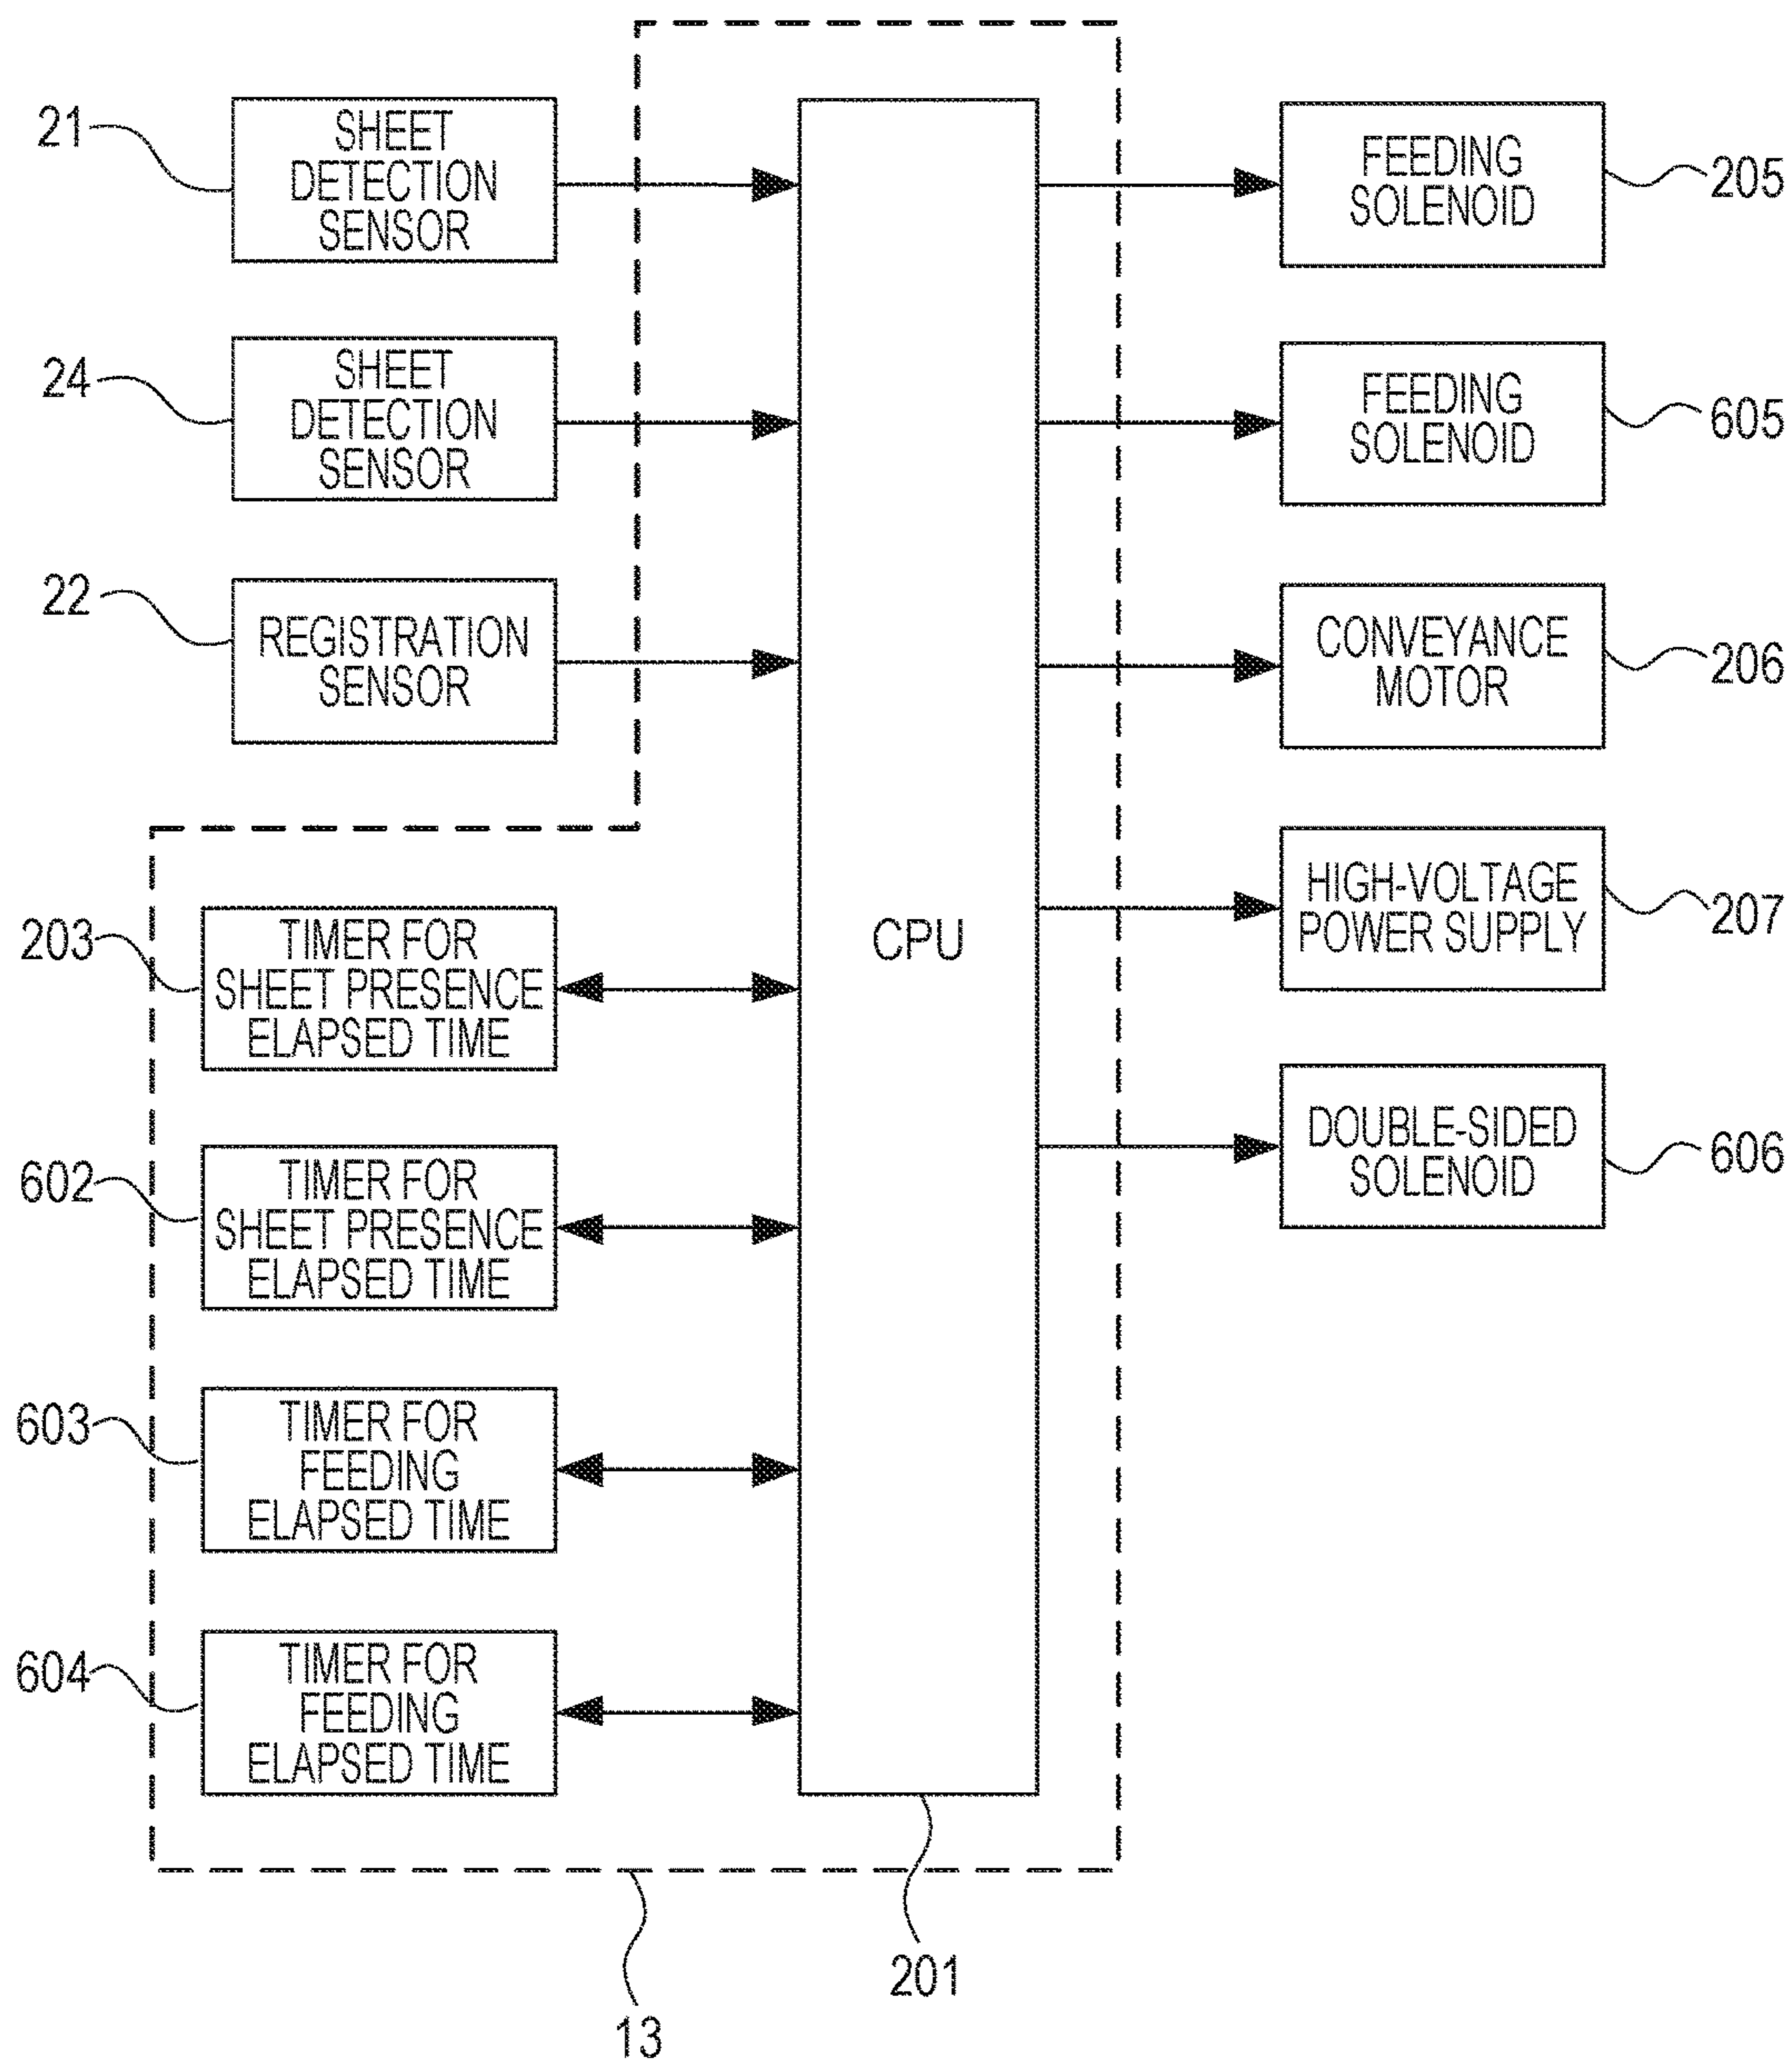 21
SHEET
DETECTION
SENSOR
24
SHEET
DETECTION
SENSOR
22
REGISTRATION
SENSOR
203
TIMER FOR
SHEET PRESENCE
ELAPSED TIME
602
TIMER FOR
SHEET PRESENCE
ELAPSED TIME
603
TIMER FOR
FEEDING
ELAPSED TIME
604
TIMER FOR
FEEDING
ELAPSED TIME
CPU
201
13
FEEDING
SOLENOID
205
FEEDING
SOLENOID
605
CONVEYANCE
MOTOR
206
HIGH-VOLTAGE
POWER SUPPLY
207
DOUBLE-SIDED
SOLENOID
606